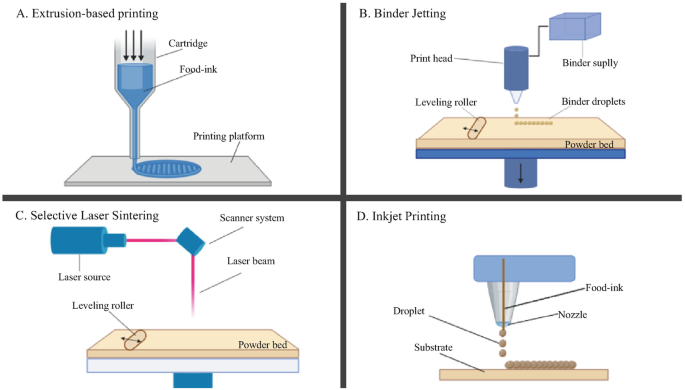 A. Extrusion-based printing
Cartridge
Food-ink
Printing platform
B. Binder Jetting
Print head
Binder suplly
Leveling roller
Binder droplets
Powder bed
C. Selective Laser Sintering
Scanner system
Laser source
Laser beam
Leveling roller
Powder bed
D. Inkjet Printing
Food-ink
Nozzle
Droplet
Substrate